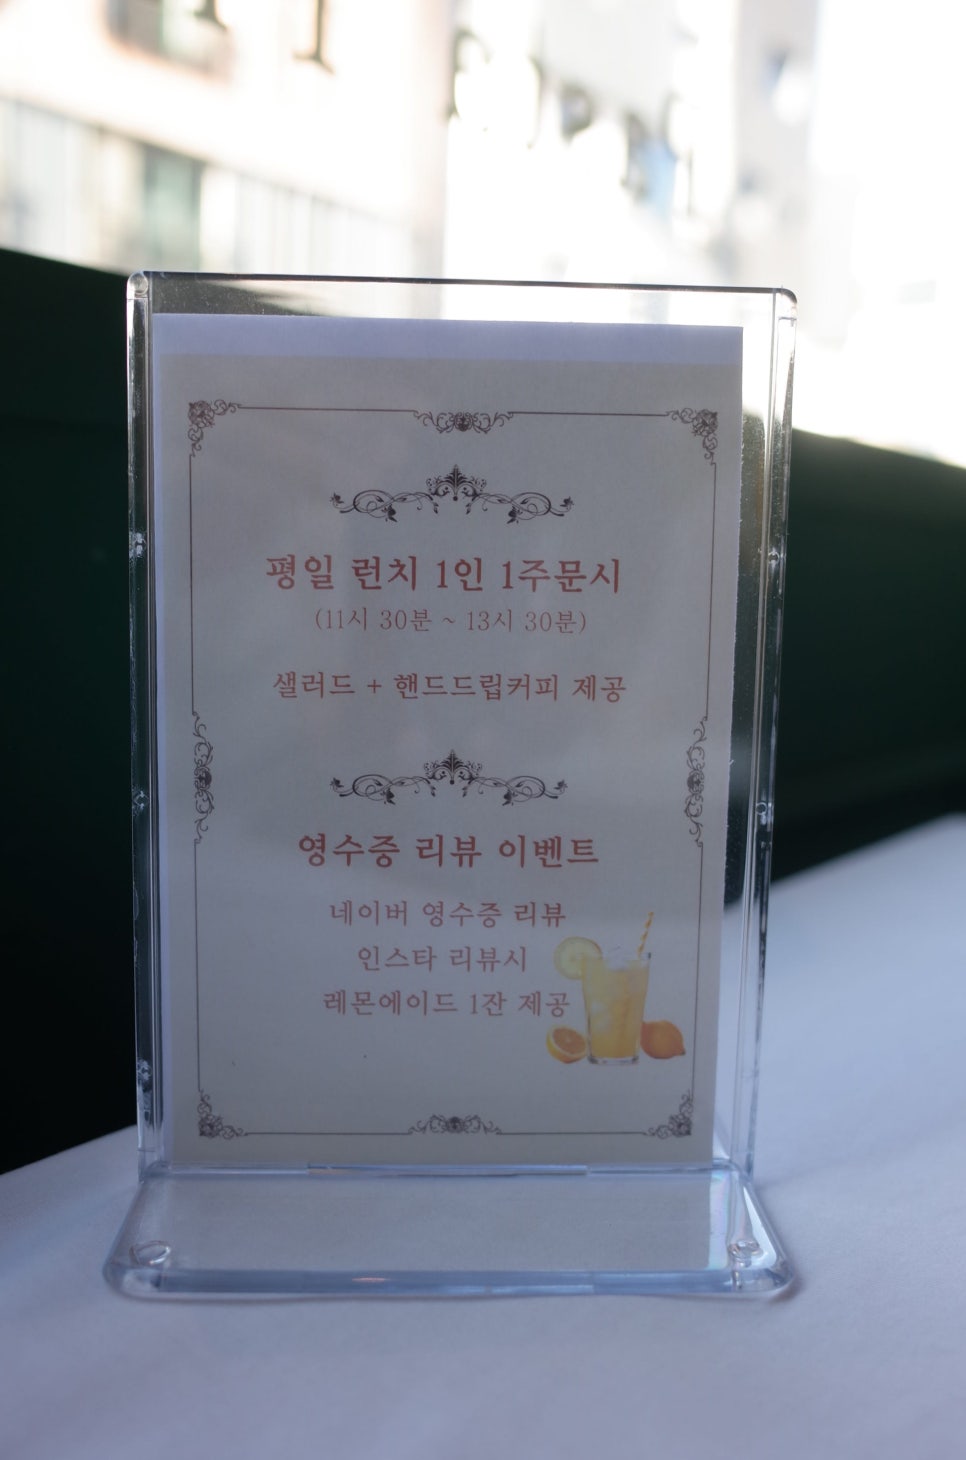 평일 런치 1인 1주문시
(11시 30분 ~ 13시 30분)
샐러드 + 핸드드립커피 제공
영수증 리뷰 이벤트
네이버 영수증 리뷰
인스타 리뷰시
레몬에이드 1잔 제공